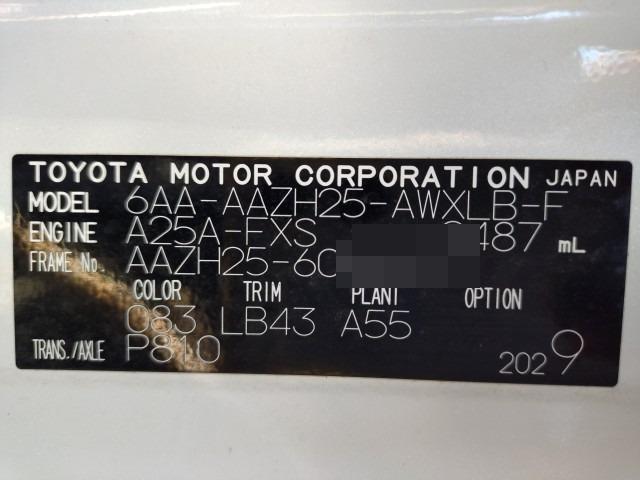 TOYOTA MOTOR CORPORATION JAPAN
MODEL 6AA-AAZH25-AWXLB-F
ENGINE A25A-FXS 2487 mL
FRAME No. AAZH25-60
COLOR TRIM PLANT OPTION
083 LB43 A55
TRANS./AXLE P810
2029